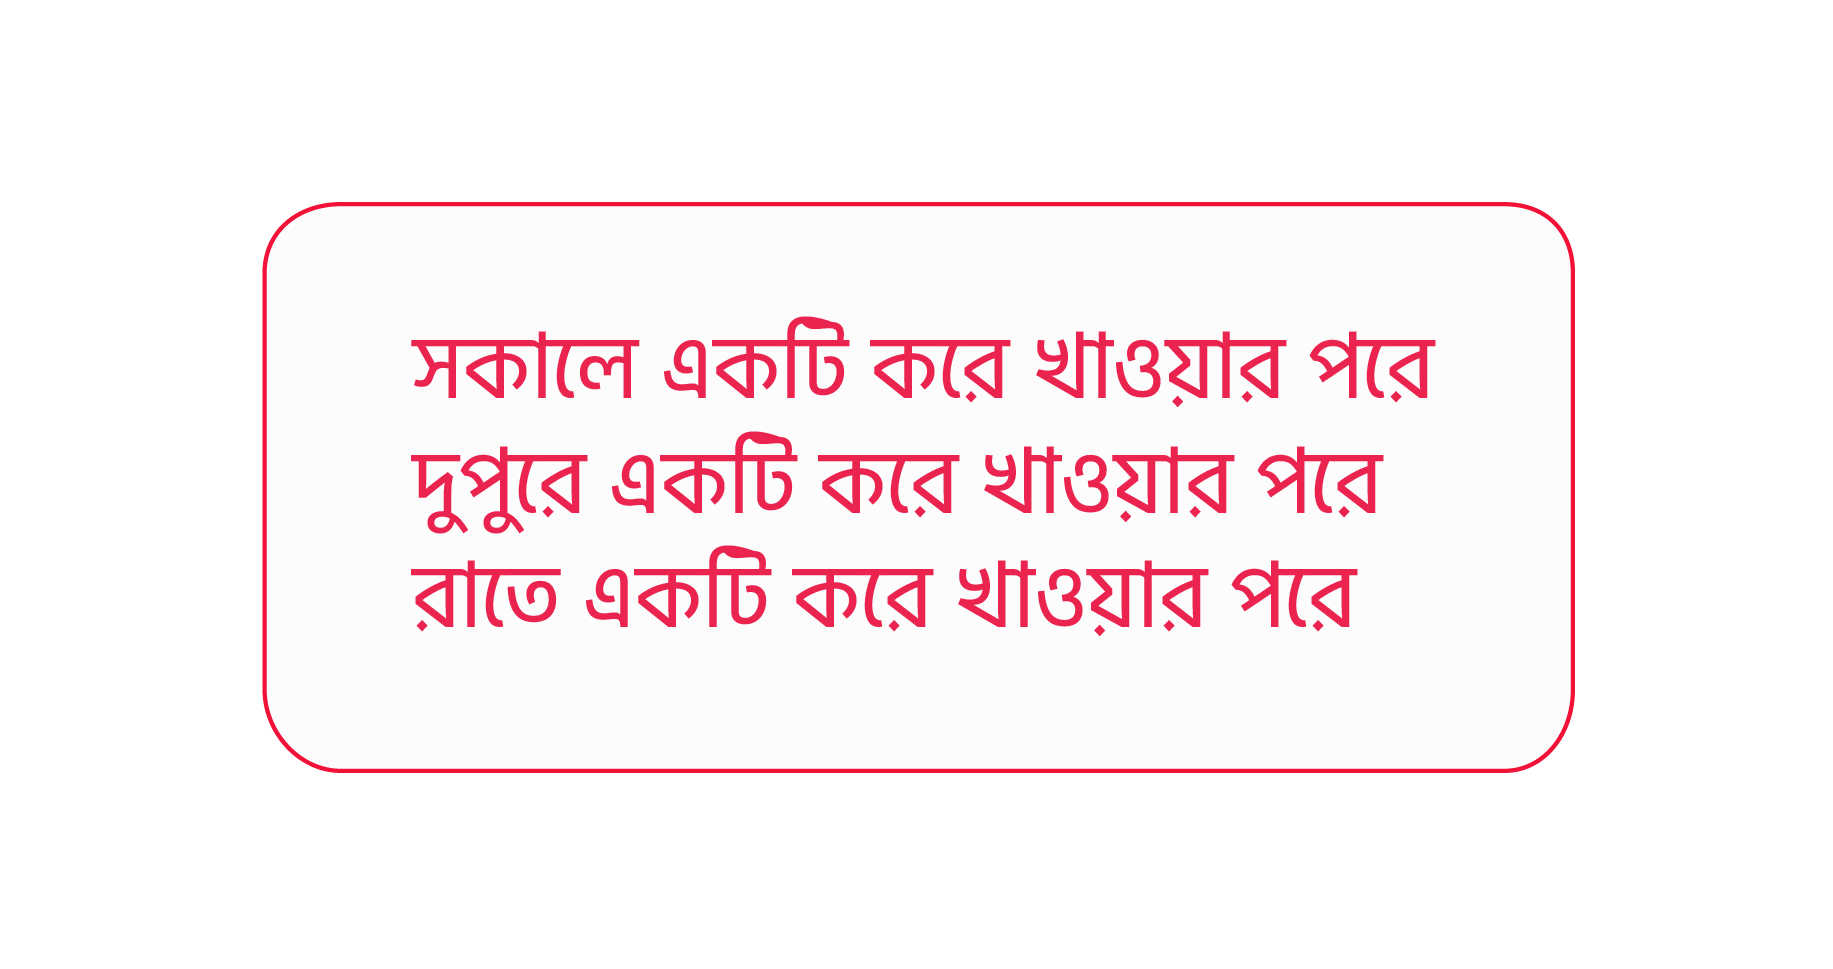 সকালে একটি করে খাওয়ার পরে
দুপুরে একটি করে খাওয়ার পরে
রাতে একটি করে খাওয়ার পরে